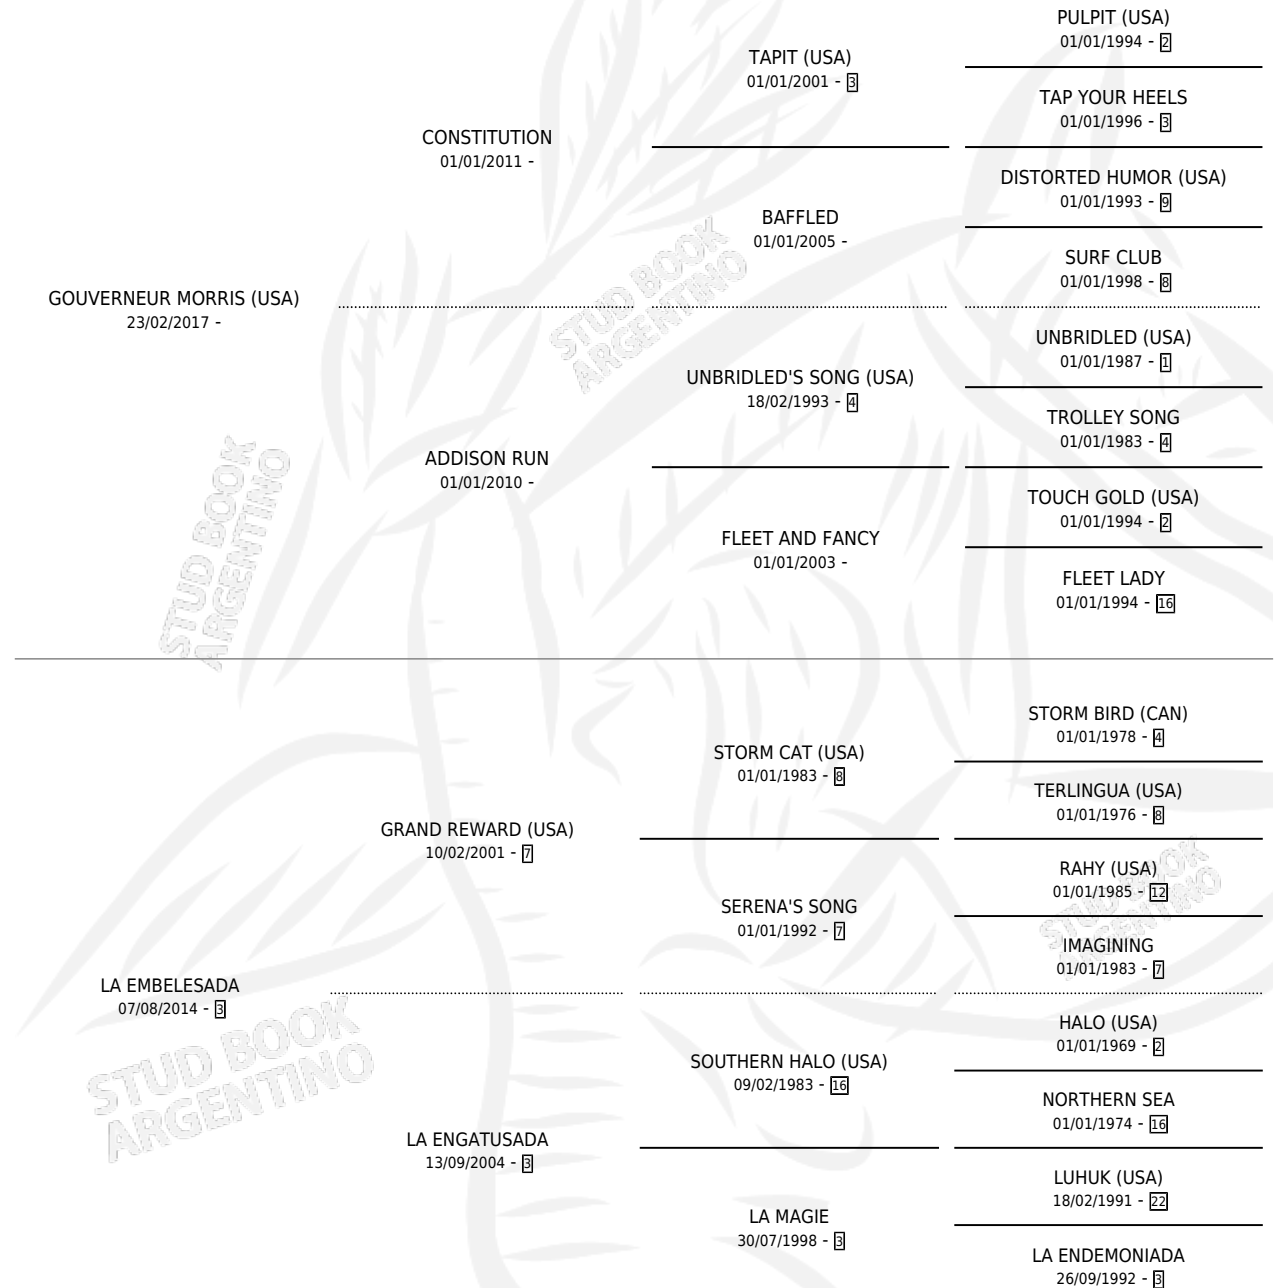 PULPIT (USA)
01/01/1994 - 2
TAPIT (USA)
01/01/2001 - 3
TAP YOUR HEELS
01/01/1996 - 3
CONSTITUTION
01/01/2011 -
DISTORTED HUMOR (USA)
01/01/1993 - 9
BAFFLED
01/01/2005 -
SURF CLUB
01/01/1998 - 8
GOUVERNEUR MORRIS (USA)
23/02/2017 -
UNBRIDLED (USA)
01/01/1987 - 1
UNBRIDLED'S SONG (USA)
18/02/1993 - 4
TROLLEY SONG
01/01/1983 - 4
ADDISON RUN
01/01/2010 -
TOUCH GOLD (USA)
01/01/1994 - 2
FLEET AND FANCY
01/01/2003 -
FLEET LADY
01/01/1994 - 16
STUD BOOK
ARGENTINO
STUD BOOK
ARGENTINO
STORM BIRD (CAN)
01/01/1978 - 4
STORM CAT (USA)
01/01/1983 - 8
TERLINGUA (USA)
01/01/1976 - 8
GRAND REWARD (USA)
10/02/2001 - 7
RAHY (USA)
01/01/1985 - 12
SERENA'S SONG
01/01/1992 - 7
IMAGINING
01/01/1983 - 7
LA EMBELESADA
07/08/2014 - 3
HALO (USA)
01/01/1969 - 2
SOUTHERN HALO (USA)
09/02/1983 - 16
NORTHERN SEA
01/01/1974 - 16
LA ENGATUSADA
13/09/2004 - 3
LUHUK (USA)
18/02/1991 - 22
LA MAGIE
30/07/1998 - 3
LA ENDEMONIADA
26/09/1992 - 3
STUD BOOK
ARGENTINO
STUD BOOK
ARGENTINO